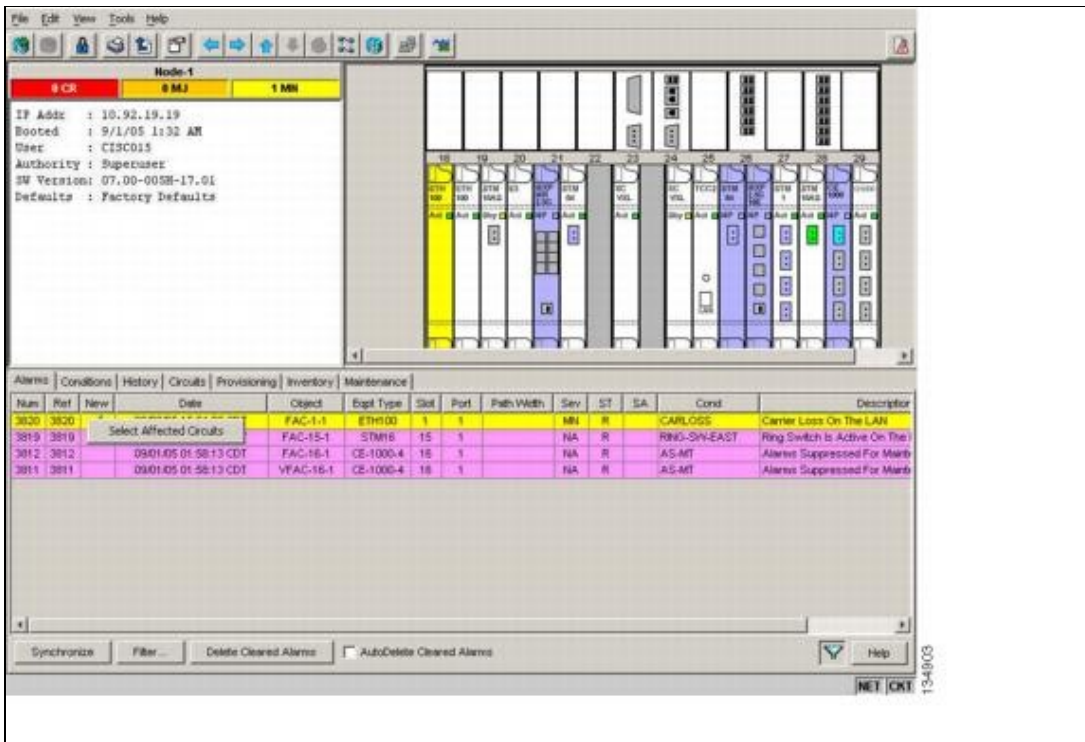 File Edit View Tools Help
Node-1
0 CR 0 MJ 1 MN
IP Addr : 10.92.19.19
Booted : 9/1/05 1:32 AM
User : CISCO15
Authority : Superuser
SW Version: 07.00-005H-17.01
Defaults : Factory Defaults
18 19 20 21 22 23 24 25 26 27 28 29
Alarms Conditions History Circuits Provisioning Inventory Maintenance
Num Ref New Date Object Eqpt Type Slot Port Path Width Sev ST SA Cond Description
3820 3820 FAC-1-1 ETH100 1 1 MN R CARLOSS Carrier Loss On The LAN
3819 3819 FAC-15-1 STM16 15 1 NA R RING-SW-EAST Ring Switch Is Active On The
Select Affected Circuits
3812 3812 09/01/05 01:58:13 CDT FAC-16-1 CE-1000-4 16 1 NA R AS-MT Alarms Suppressed For Maint
3811 3811 09/01/05 01:58:13 CDT VFAC-16-1 CE-1000-4 16 1 NA R AS-MT Alarms Suppressed For Maint
Synchronize Filter... Delete Cleared Alarms AutoDelete Cleared Alarms Help
NET CKT
134903